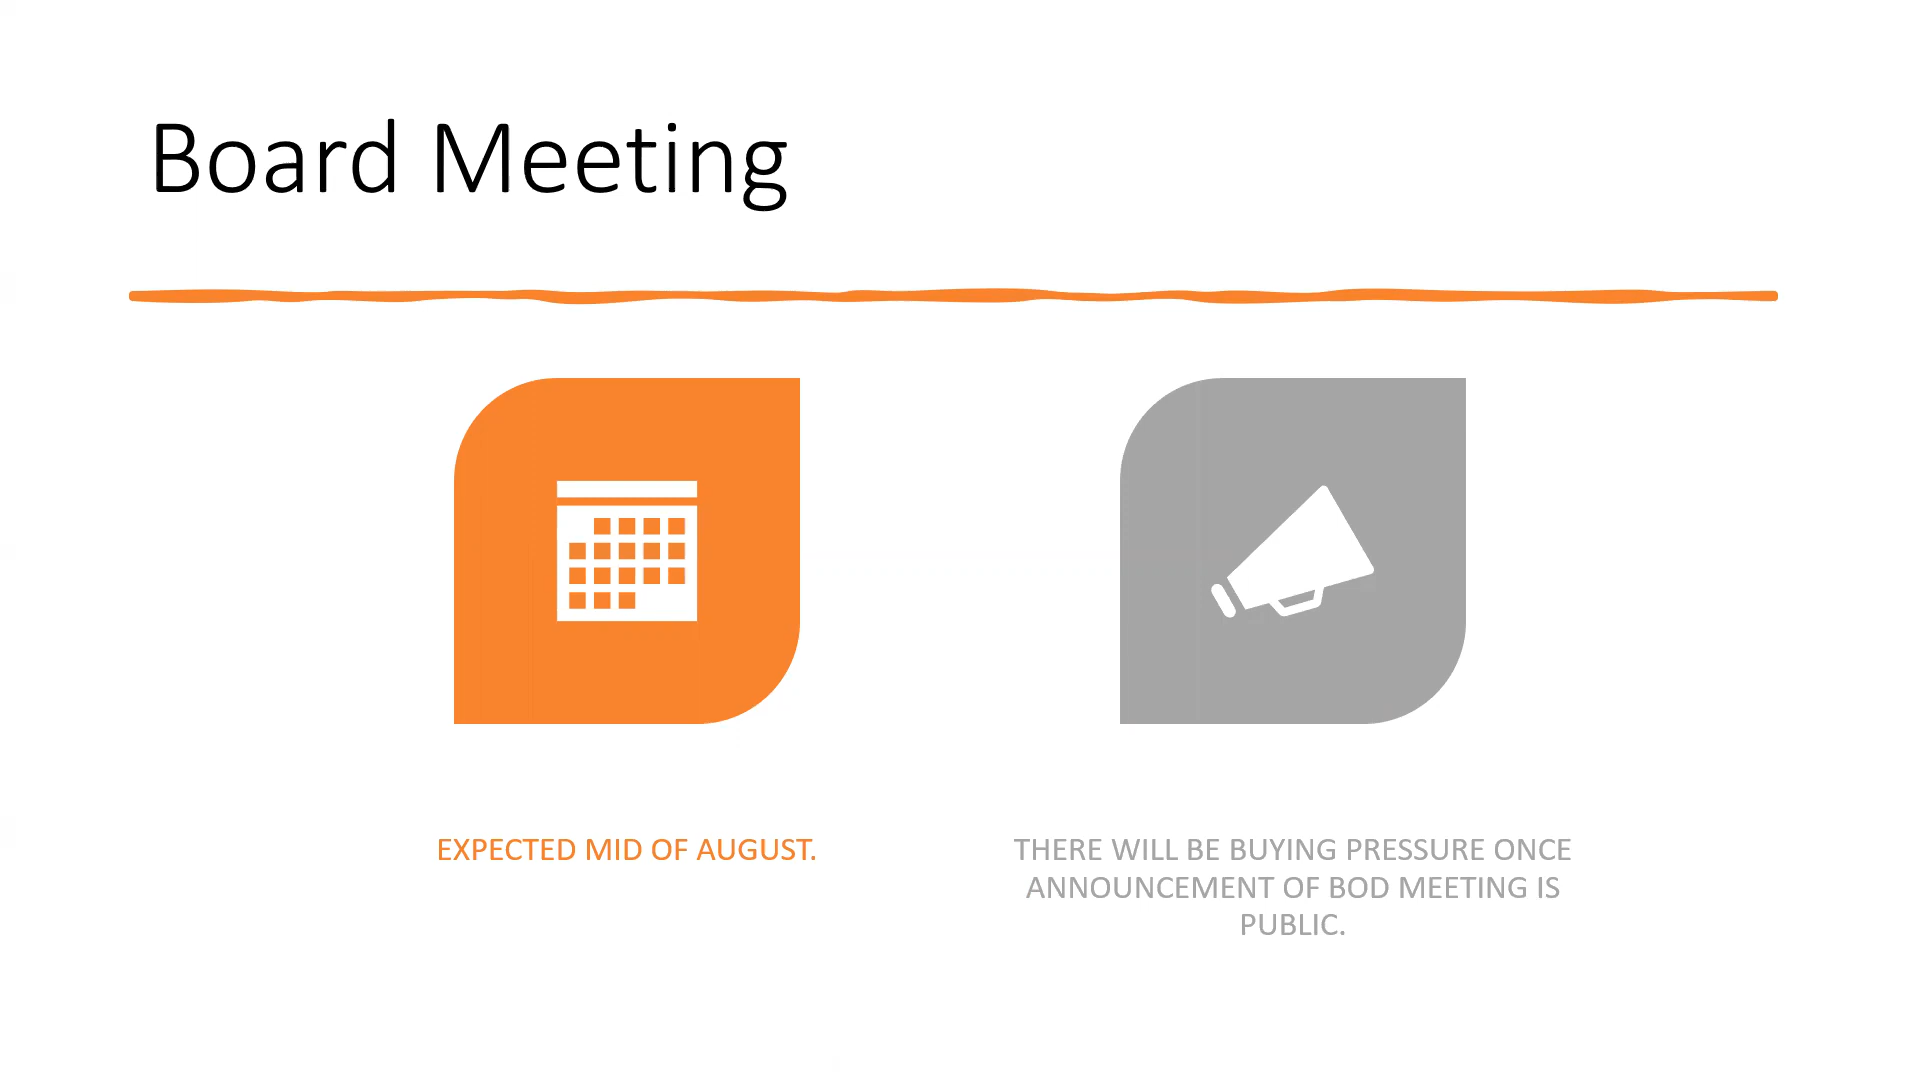 Board Meeting
EXPECTED MID OF AUGUST.
THERE WILL BE BUYING PRESSURE ONCE
ANNOUNCEMENT OF BOD MEETING IS
PUBLIC.